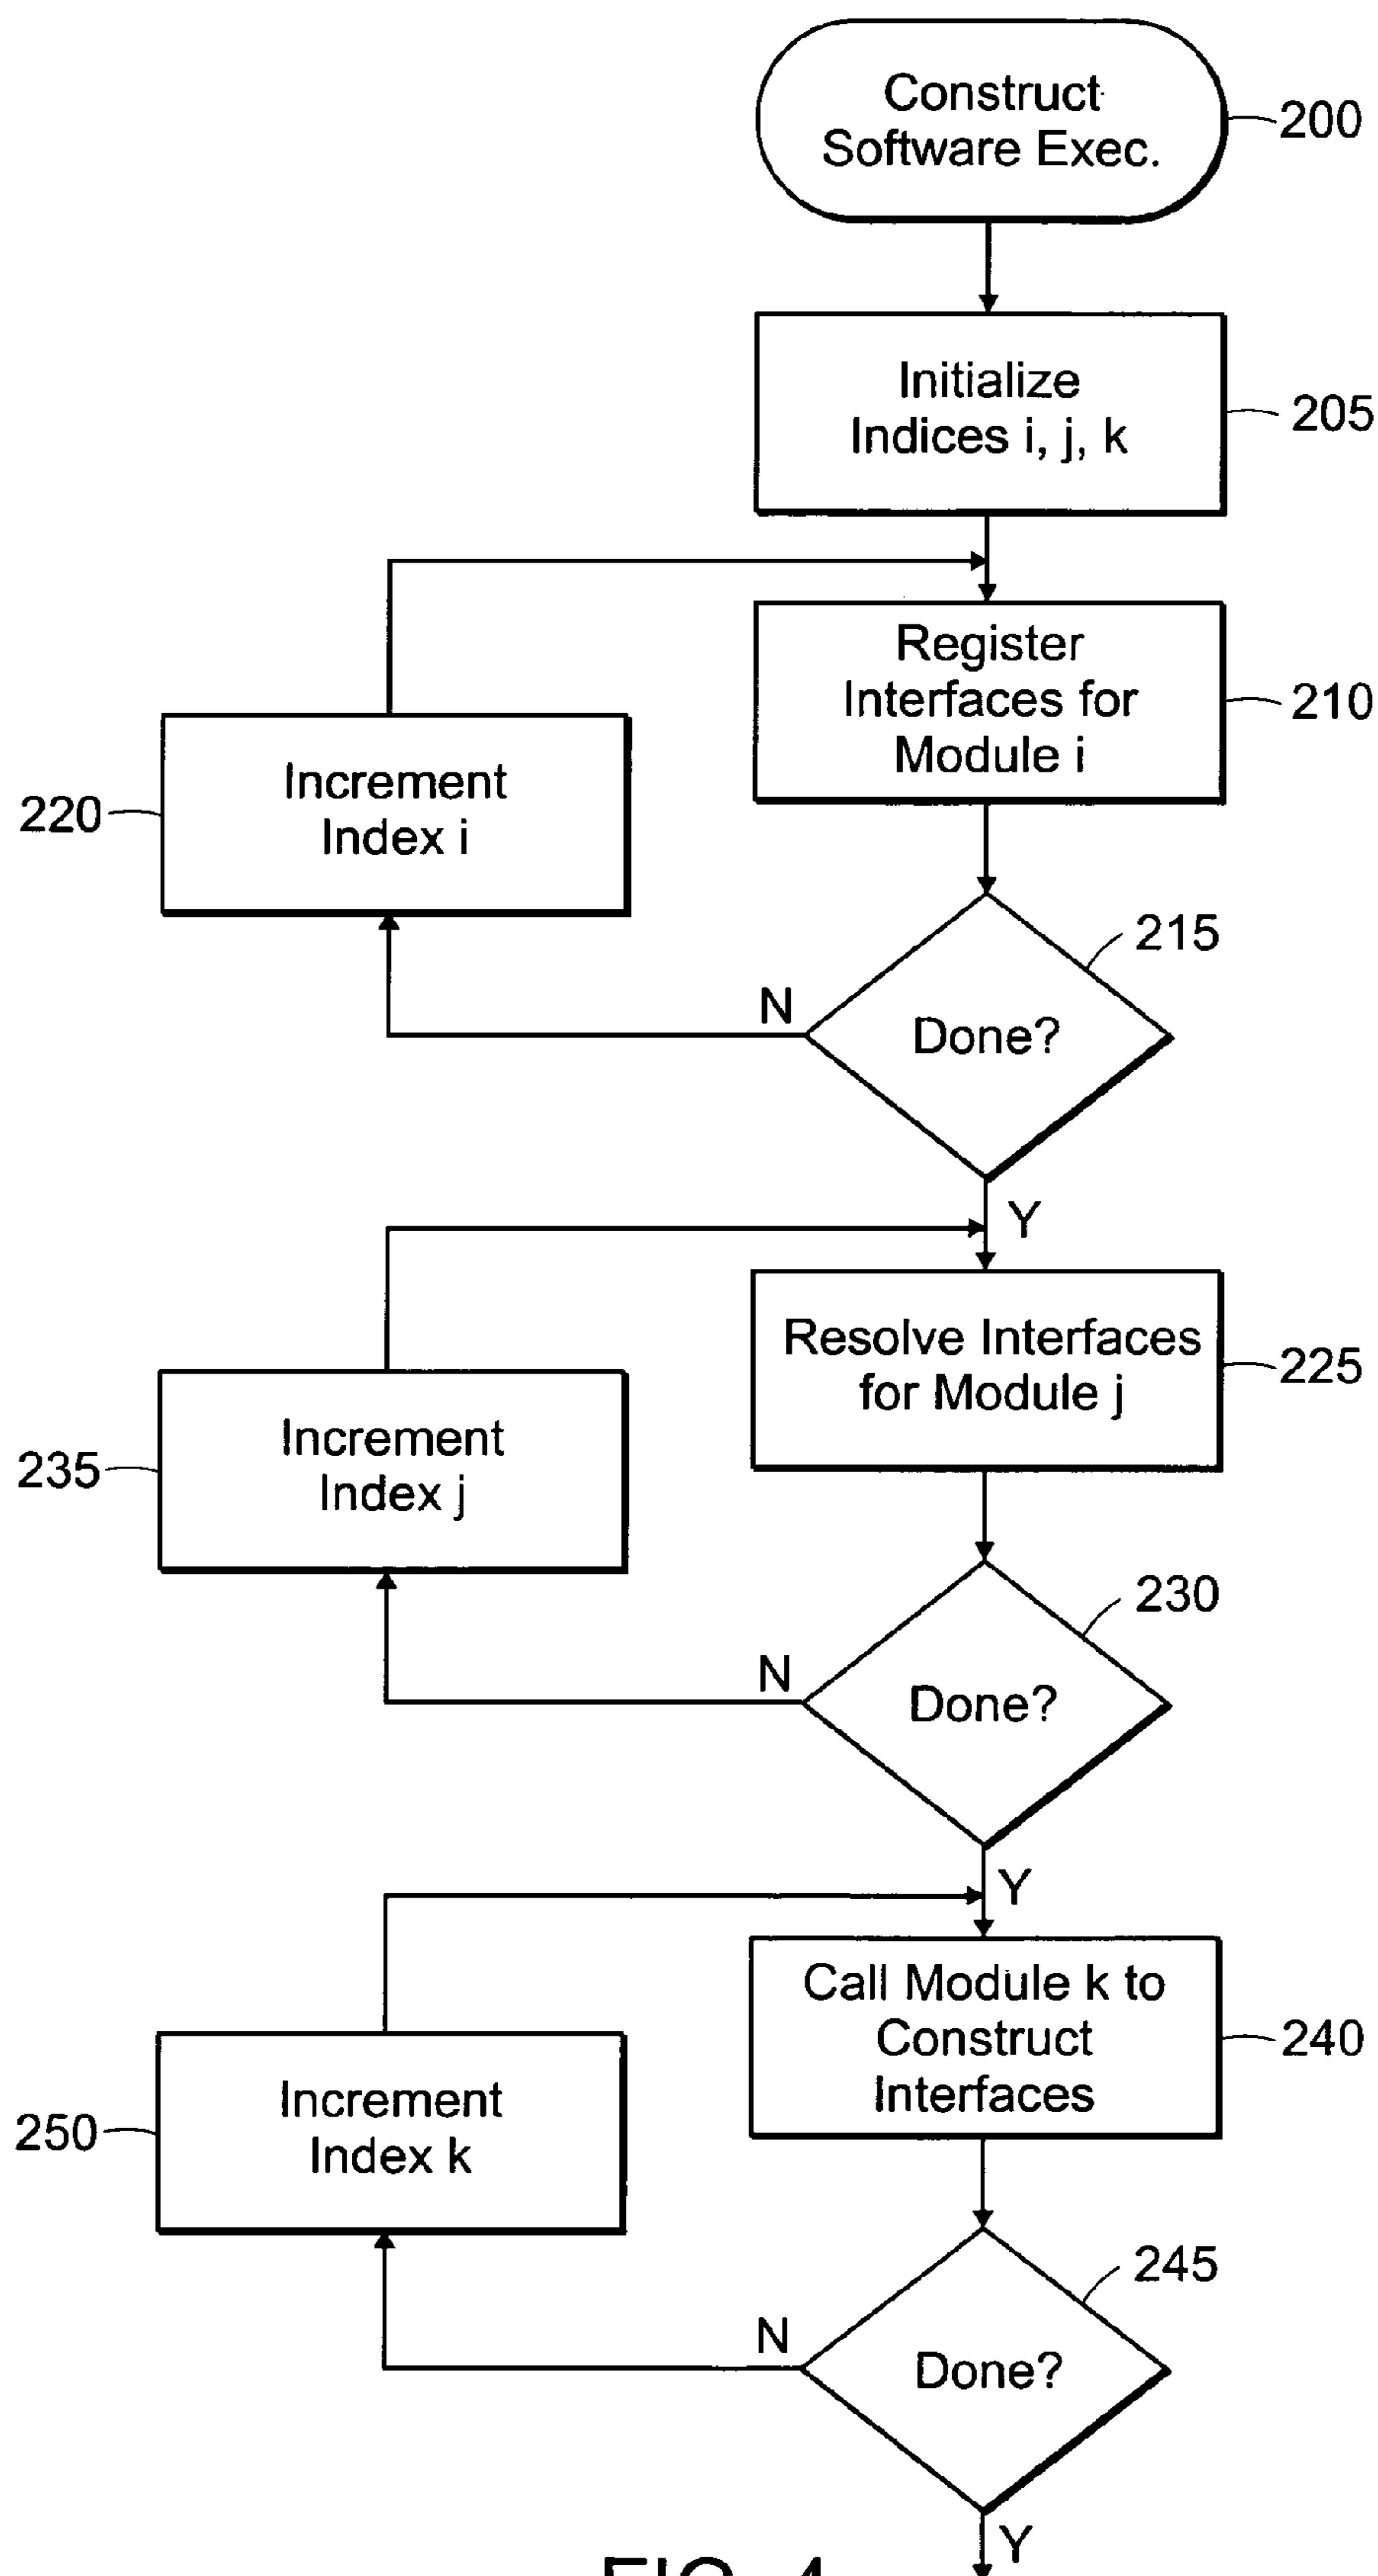 Construct
Software Exec.
200
Initialize
Indices i, j, k
205
Register
Interfaces for
Module i
210
Increment
Index i
220
215
Done?
N
Y
Resolve Interfaces
for Module j
225
Increment
Index j
235
230
Done?
N
Y
Call Module k to
Construct
Interfaces
240
Increment
Index k
250
245
Done?
N
Y
FIG. 4